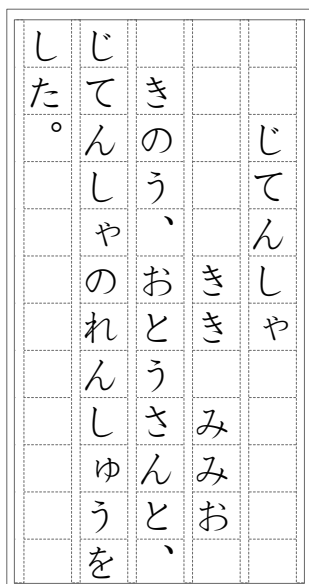 じてんしゃ
きき　みみお
きのう、おとうさんと、
じてんしゃのれんしゅうを
した。